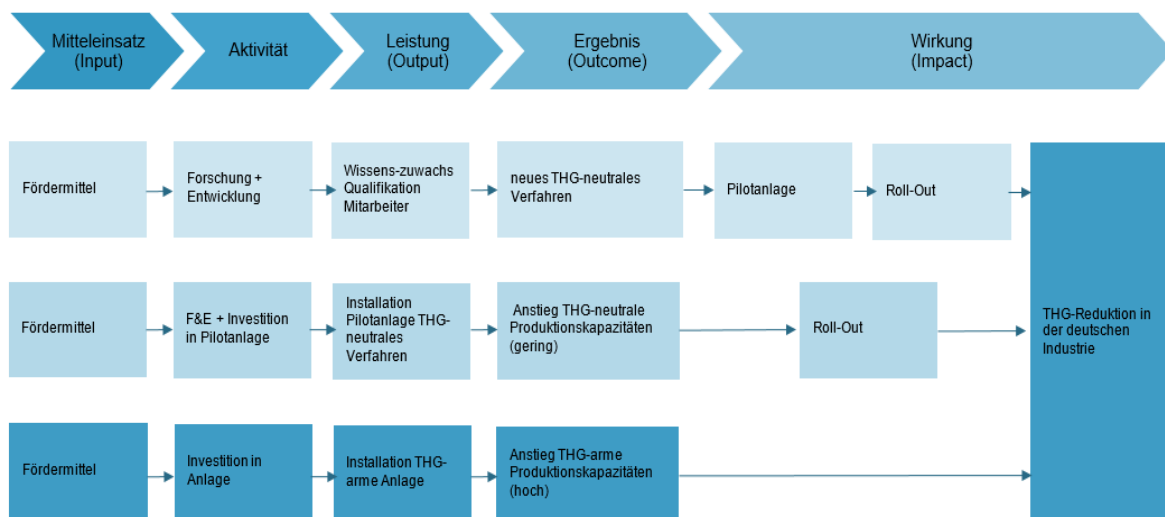 Mitteleinsatz
(Input)
Aktivität
Leistung
(Output)
Ergebnis
(Outcome)
Wirkung
(Impact)
Fördermittel
Forschung +
Entwicklung
Wissens-zuwachs
Qualifikation
Mitarbeiter
neues THG-neutrales
Verfahren
Pilotanlage
Roll-Out
Fördermittel
F&E + Investition
in Pilotanlage
Installation
Pilotanlage THG-
neutrales
Verfahren
Anstieg THG-neutrale
Produktionskapazitäten
(gering)
Roll-Out
THG-Reduktion in
der deutschen
Industrie
Fördermittel
Investition in
Anlage
Installation THG-
arme Anlage
Anstieg THG-arme
Produktionskapazitäten
(hoch)